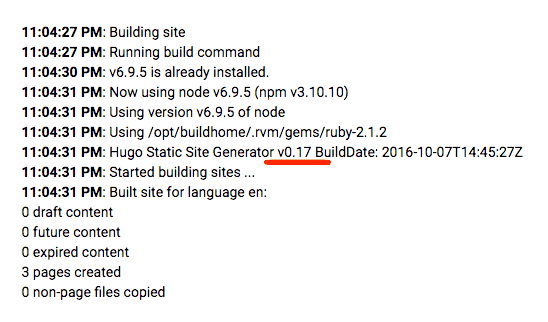 11:04:27 PM: Building site
11:04:27 PM: Running build command
11:04:30 PM: v6.9.5 is already installed.
11:04:31 PM: Now using node v6.9.5 (npm v3.10.10)
11:04:31 PM: Using version v6.9.5 of node
11:04:31 PM: Using /opt/buildhome/.rvm/gems/ruby-2.1.2
11:04:31 PM: Hugo Static Site Generator v0.17 BuildDate: 2016-10-07T14:45:27Z
11:04:31 PM: Started building sites ...
11:04:31 PM: Built site for language en:
0 draft content
0 future content
0 expired content
3 pages created
0 non-page files copied